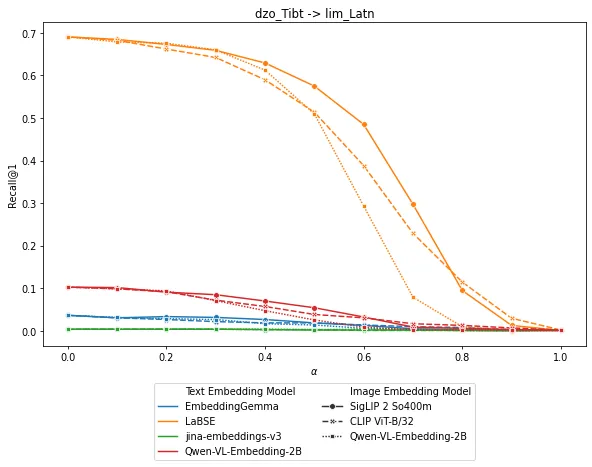 dzo_Tibt -> lim_Latn
0.7
0.6
0.5
0.4
0.3
0.2
0.1
0.0
Recall@1
0.0 0.2 0.4 0.6 0.8 1.0
α
Text Embedding Model Image Embedding Model
EmbeddingGemma SigLIP 2 So400m
LaBSE CLIP ViT-B/32
jina-embeddings-v3 Qwen-VL-Embedding-2B
Qwen-VL-Embedding-2B